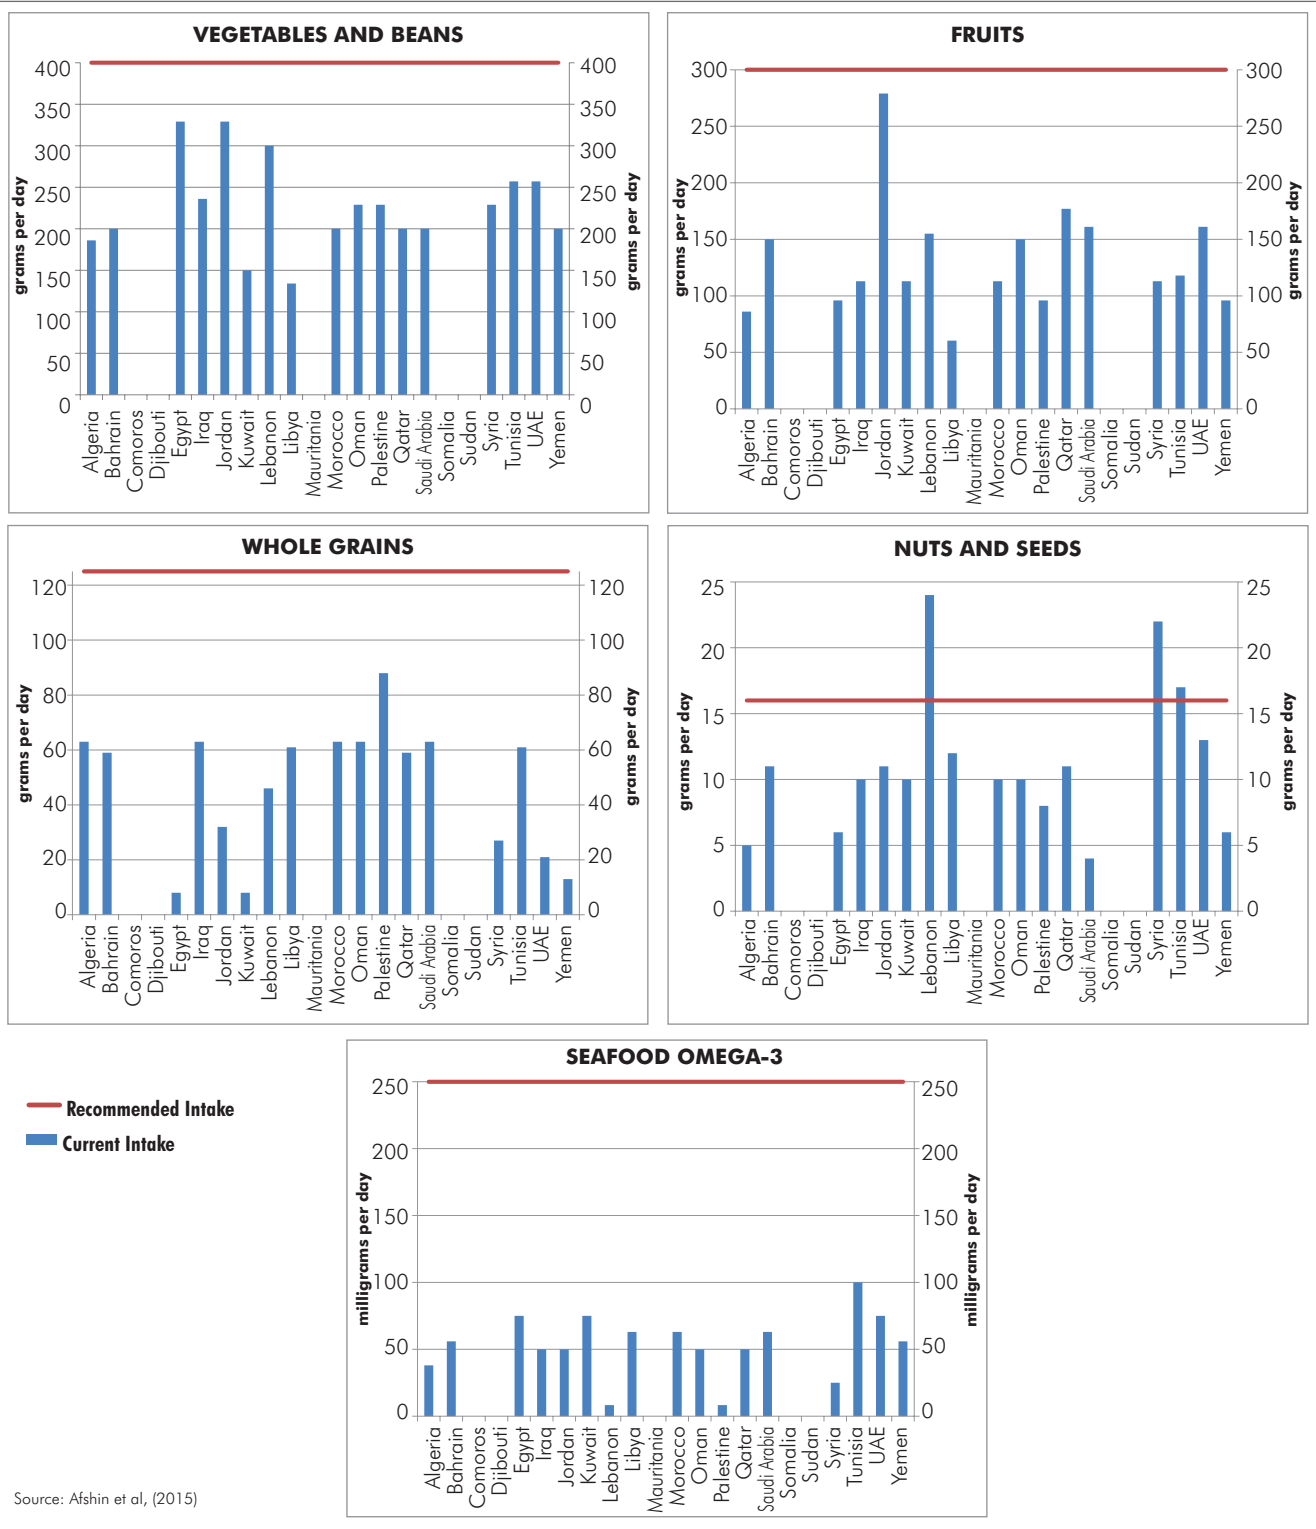 VEGETABLES AND BEANS
grams per day
400
350
300
250
200
150
100
50
0
400
350
300
250
200
150
100
50
0
grams per day
Algeria
Bahrain
Comoros
Djibouti
Egypt
Iraq
Jordan
Kuwait
Lebanon
Libya
Mauritania
Morocco
Oman
Palestine
Qatar
Saudi Arabia
Somalia
Sudan
Syria
Tunisia
UAE
Yemen
FRUITS
grams per day
300
250
200
150
100
50
0
300
250
200
150
100
50
0
grams per day
Algeria
Bahrain
Comoros
Djibouti
Egypt
Iraq
Jordan
Kuwait
Lebanon
Libya
Mauritania
Morocco
Oman
Palestine
Qatar
Saudi Arabia
Somalia
Sudan
Syria
Tunisia
UAE
Yemen
WHOLE GRAINS
grams per day
120
100
80
60
40
20
0
120
100
80
60
40
20
0
grams per day
Algeria
Bahrain
Comoros
Djibouti
Egypt
Iraq
Jordan
Kuwait
Lebanon
Libya
Mauritania
Morocco
Oman
Palestine
Qatar
Saudi Arabia
Somalia
Sudan
Syria
Tunisia
UAE
Yemen
NUTS AND SEEDS
grams per day
25
20
15
10
5
0
25
20
15
10
5
0
grams per day
Algeria
Bahrain
Comoros
Djibouti
Egypt
Iraq
Jordan
Kuwait
Lebanon
Libya
Mauritania
Morocco
Oman
Palestine
Qatar
Saudi Arabia
Somalia
Sudan
Syria
Tunisia
UAE
Yemen
Recommended Intake
Current Intake
SEAFOOD OMEGA-3
milligrams per day
250
200
150
100
50
0
250
200
150
100
50
0
milligrams per day
Algeria
Bahrain
Comoros
Djibouti
Egypt
Iraq
Jordan
Kuwait
Lebanon
Libya
Mauritania
Morocco
Oman
Palestine
Qatar
Saudi Arabia
Somalia
Sudan
Syria
Tunisia
UAE
Yemen
Source: Afshin et al, (2015)